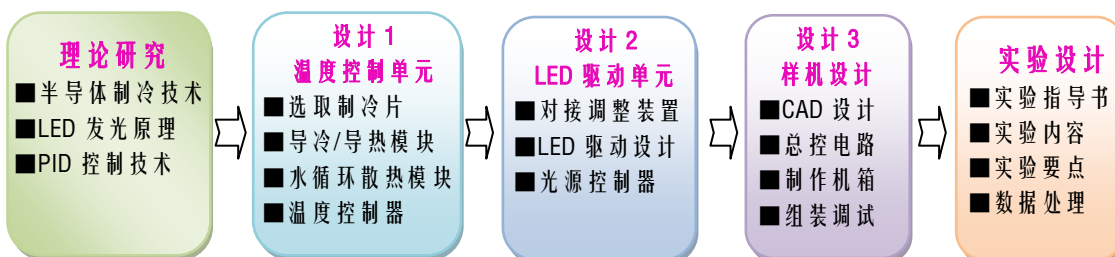 理论研究
■半导体制冷技术
■LED 发光原理
■PID 控制技术
设计 1
温度控制单元
■选取制冷片
■导冷/导热模块
■水循环散热模块
■温度控制器
设计 2
LED 驱动单元
■对接调整装置
■LED 驱动设计
■光源控制器
设计 3
样机设计
■CAD 设计
■总控电路
■制作机箱
■组装调试
实验设计
■实验指导书
■实验内容
■实验要点
■数据处理